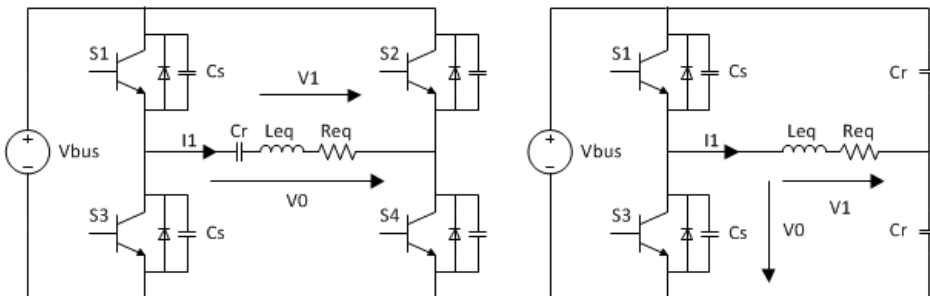 S1
S2
S1
Cs
Cs
Cr
V1
Vbus
I1
Cr
Leq
Req
Vbus
I1
Leq
Req
V0
V1
S3
S4
S3
V0
Cr
Cs
Cs
+
−
+
−